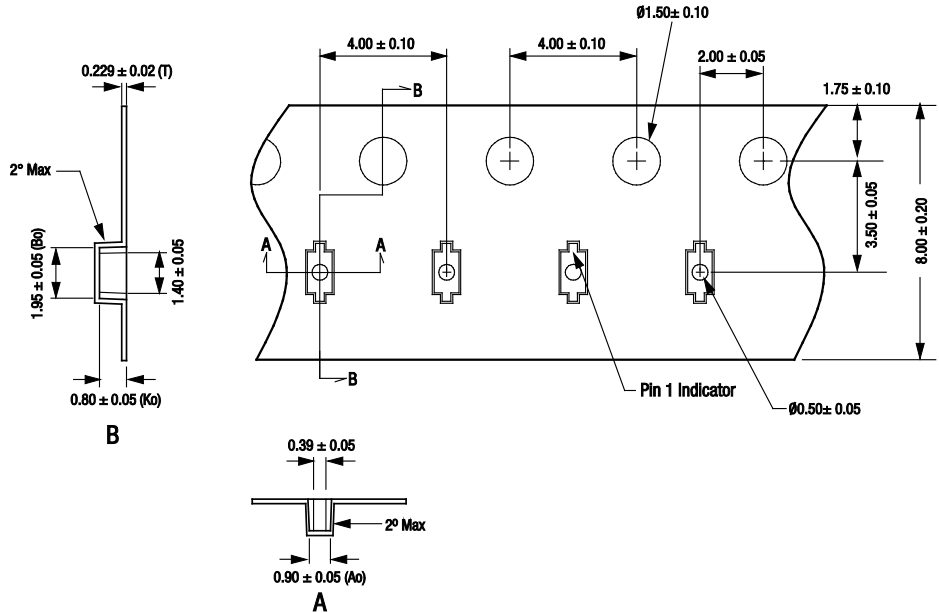 Ø1.50± 0.10
4.00 ± 0.10
4.00 ± 0.10
2.00 ± 0.05
0.229 ± 0.02 (T)
B
1.75 ± 0.10
2° Max
3.50 ± 0.05
8.00 ± 0.20
A
A
1.95 ± 0.05 (Bo)
1.40 ± 0.05
B
Pin 1 Indicator
0.80 ± 0.05 (Ko)
Ø0.50± 0.05
B
0.39 ± 0.05
2º Max
0.90 ± 0.05 (Ao)
A